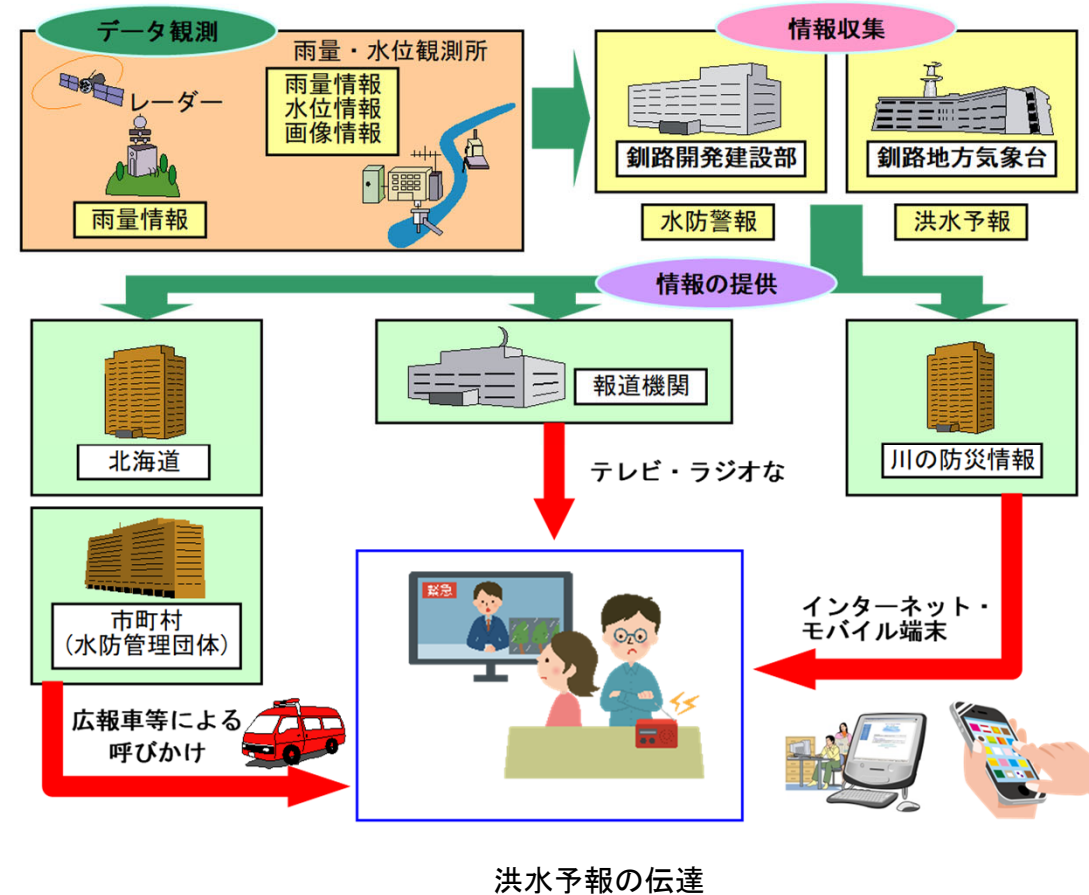 データ観測
雨量・水位観測所
雨量情報
水位情報
画像情報
レーダー
雨量情報
情報収集
釧路開発建設部
釧路地方気象台
水防警報
洪水予報
情報の提供
北海道
報道機関
川の防災情報
テレビ・ラジオな
市町村
(水防管理団体)
緊急
インターネット・
モバイル端末
広報車等による
呼びかけ
洪水予報の伝達